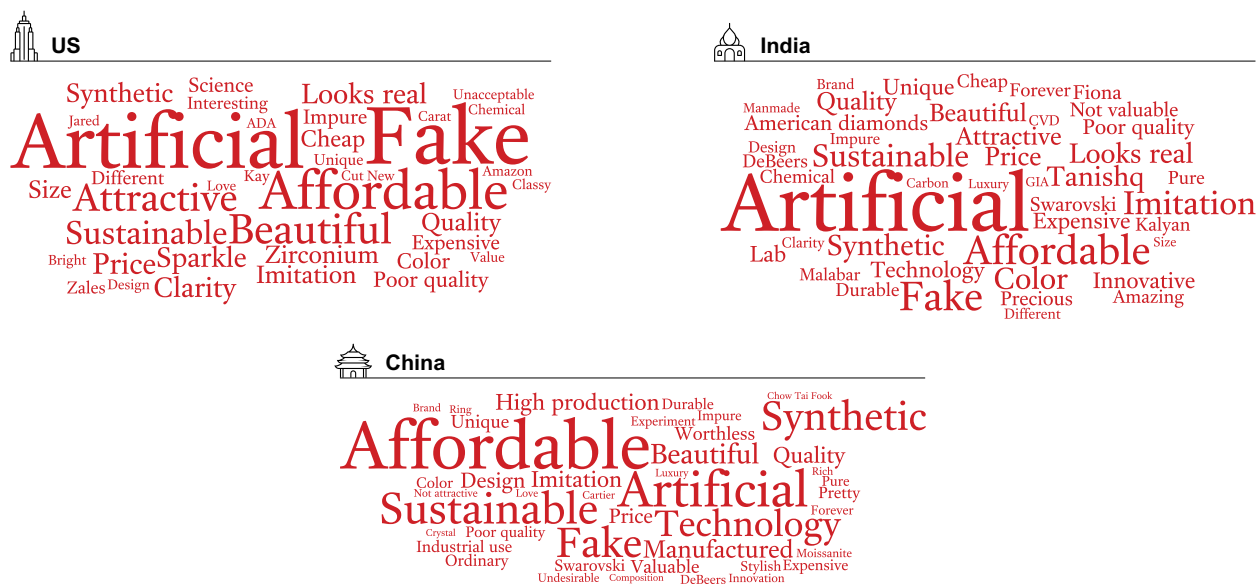 US
Science
Synthetic
Interesting
Looks real
Unacceptable
Chemical
Jared
Artificial
ADA
Impure
Cheap
Carat
Fake
Unique
Different
Kay
Cut
New
Amazon
Classy
Size
Attractive
Love
Affordable
Sustainable
Beautiful
Quality
Expensive
Value
Bright
Price
Sparkle
Zirconium
Color
Imitation
Poor quality
Zales
Design
Clarity
India
Brand
Unique
Cheap
Forever
Fiona
Manmade
Quality
Beautiful
CVD
Not valuable
American diamonds
Impure
Attractive
Poor quality
Design
DeBeers
Sustainable
Price
Looks real
Chemical
Artificial
Carbon
Luxury
GIA
Tanishq
Pure
Swarovski
Imitation
Expensive
Kalyan
Lab
Clarity
Synthetic
Affordable
Size
Malabar
Technology
Color
Innovative
Durable
Fake
Precious
Amazing
Different
China
Brand
Ring
High production
Durable
Chow Tai Fook
Unique
Experiment
Impure
Synthetic
Affordable
Worthless
Beautiful
Quality
Color
Design
Imitation
Luxury
Artificial
Rich
Pure
Not attractive
Love
Cartier
Pretty
Sustainable
Price
Technology
Forever
Crystal
Poor quality
Fake
Industrial use
Manufactured
Moissanite
Ordinary
Swarovski
Valuable
Stylish
Expensive
Undesirable
Composition
DeBeers
Innovation